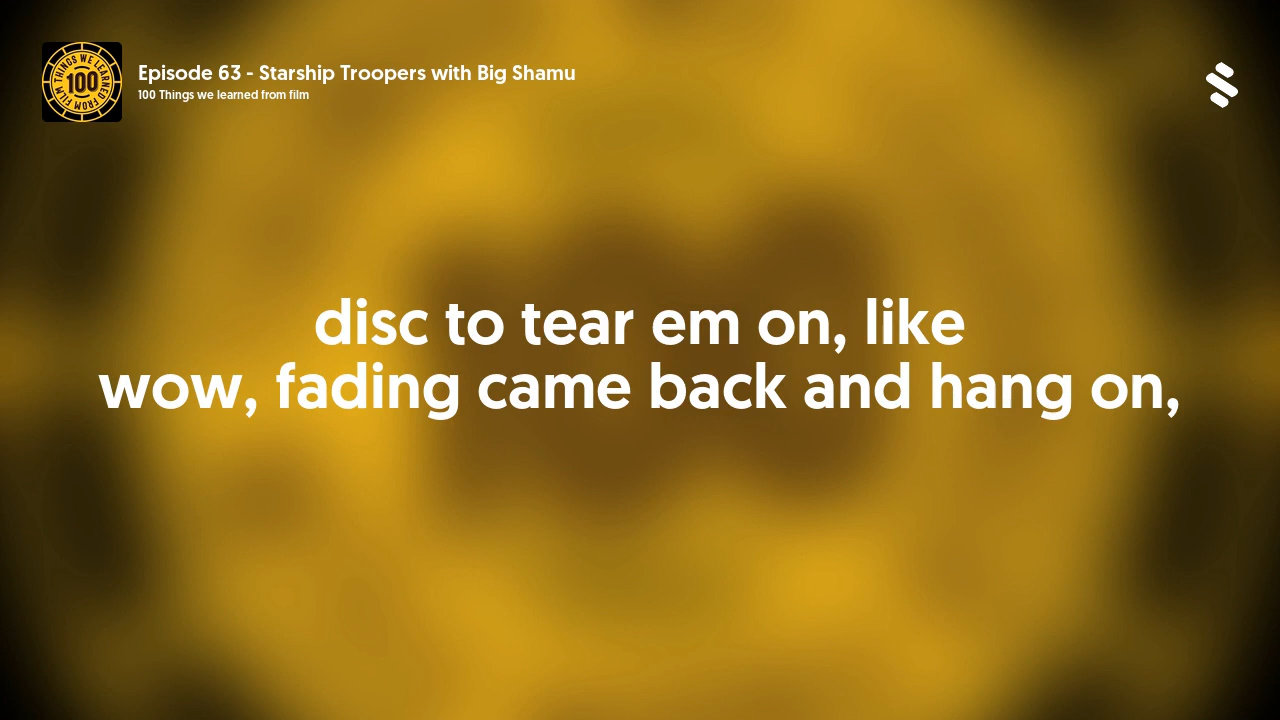 THINGS WE LEARNED FROM FILM
100
Episode 63 - Starship Troopers with Big Shamu
100 Things we learned from film
disc to tear em on, like
wow, fading came back and hang on,